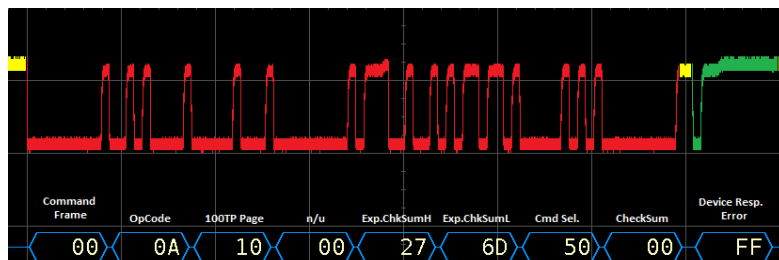 Command Frame OpCode 100TP Page n/u Exp.ChkSumH Exp.ChkSumL Cmd Sel. CheckSum Device Resp. Error
00 0A 10 00 27 6D 50 00 FF